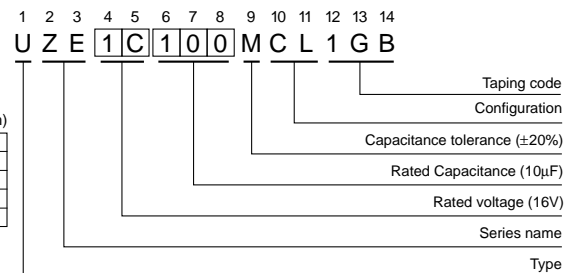 1 2 3 4 5 6 7 8 9 10 11 12 13 14
U Z E 1 C 1 0 0 M C L 1 G B
Taping code
Configuration
)
Capacitance tolerance (±20%)
Rated Capacitance (10µF)
Rated voltage (16V)
Series name
Type